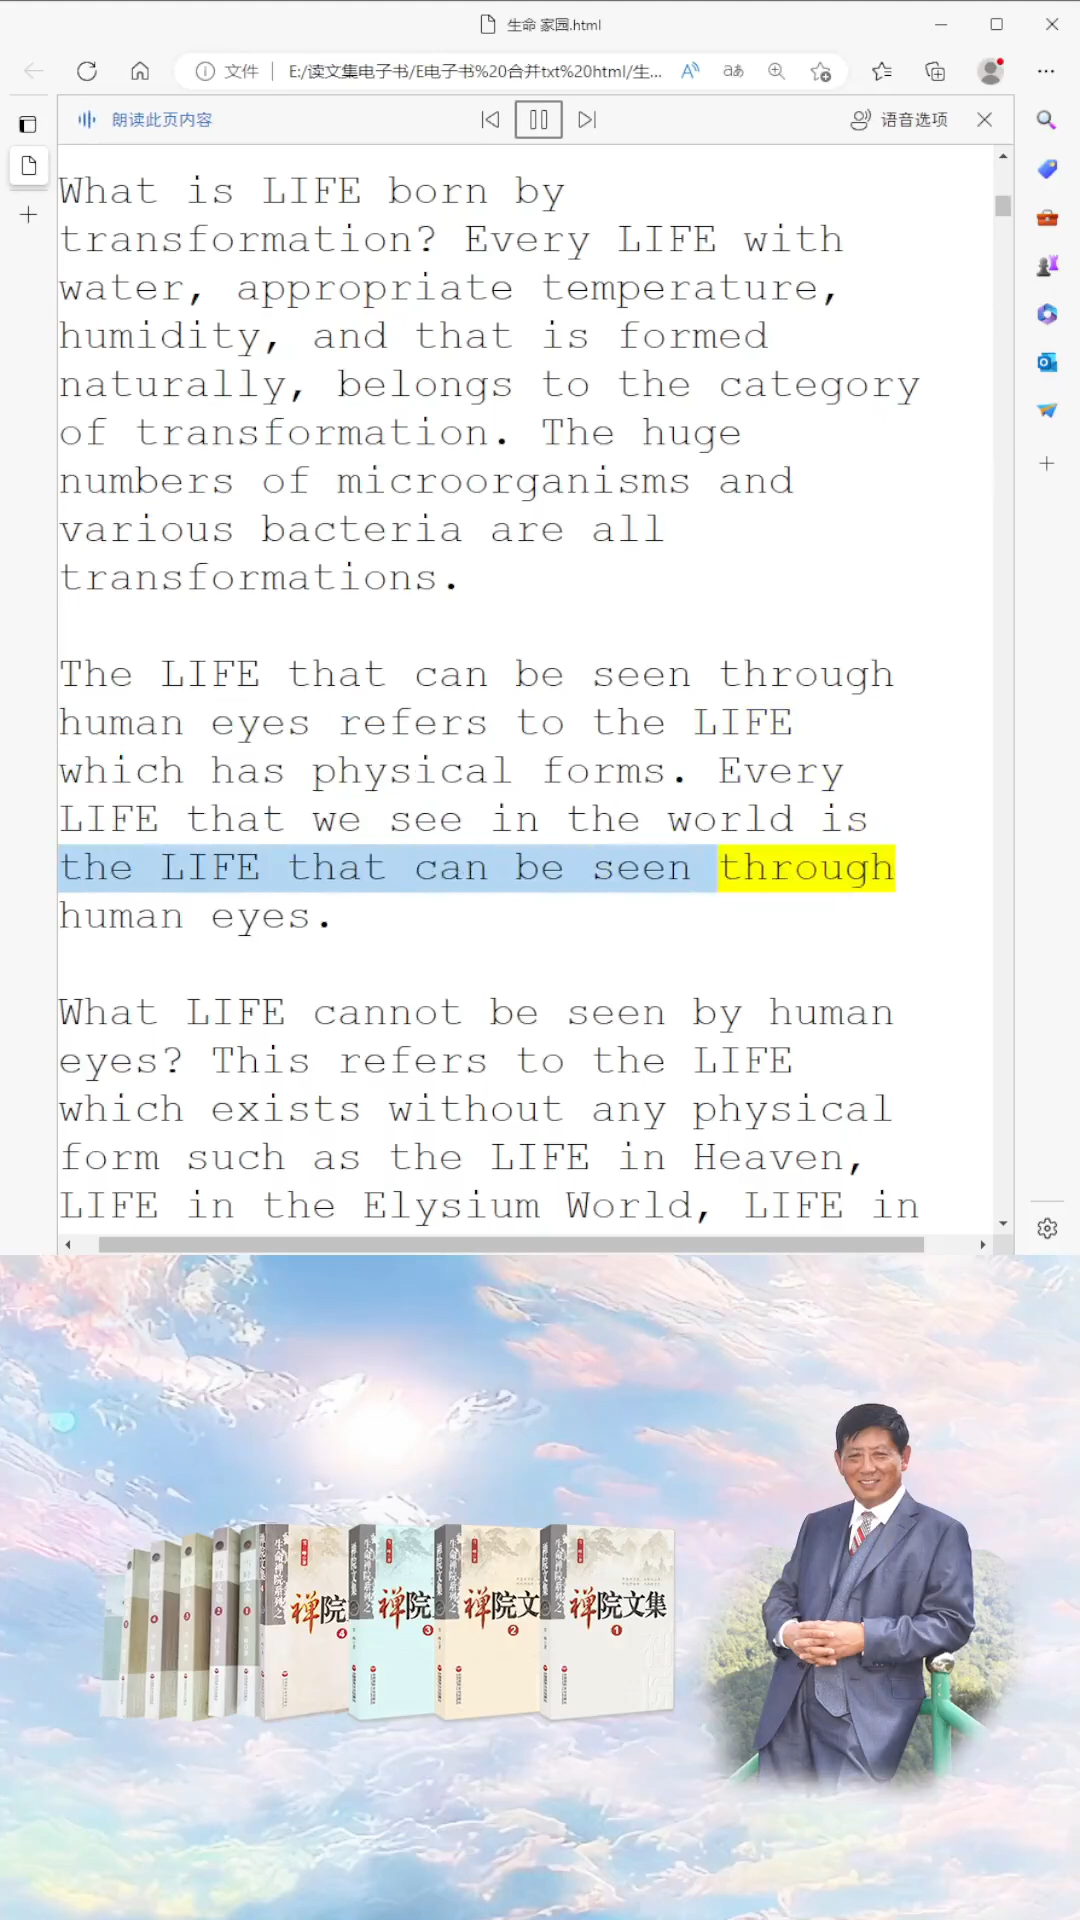 生命 家园.html
文件
E:/读文集电子书/E电子书%20合并txt%20html/生...
朗读此页内容
语音选项
What is LIFE born by
transformation? Every LIFE with
water, appropriate temperature,
humidity, and that is formed
naturally, belongs to the category
of transformation. The huge
numbers of microorganisms and
various bacteria are all
transformations.
The LIFE that can be seen through
human eyes refers to the LIFE
which has physical forms. Every
LIFE that we see in the world is
the LIFE that can be seen through
human eyes.
What LIFE cannot be seen by human
eyes? This refers to the LIFE
which exists without any physical
form such as the LIFE in Heaven,
LIFE in the Elysium World, LIFE in
禅院
4
禅院
3
禅院文
2
禅院文集
1